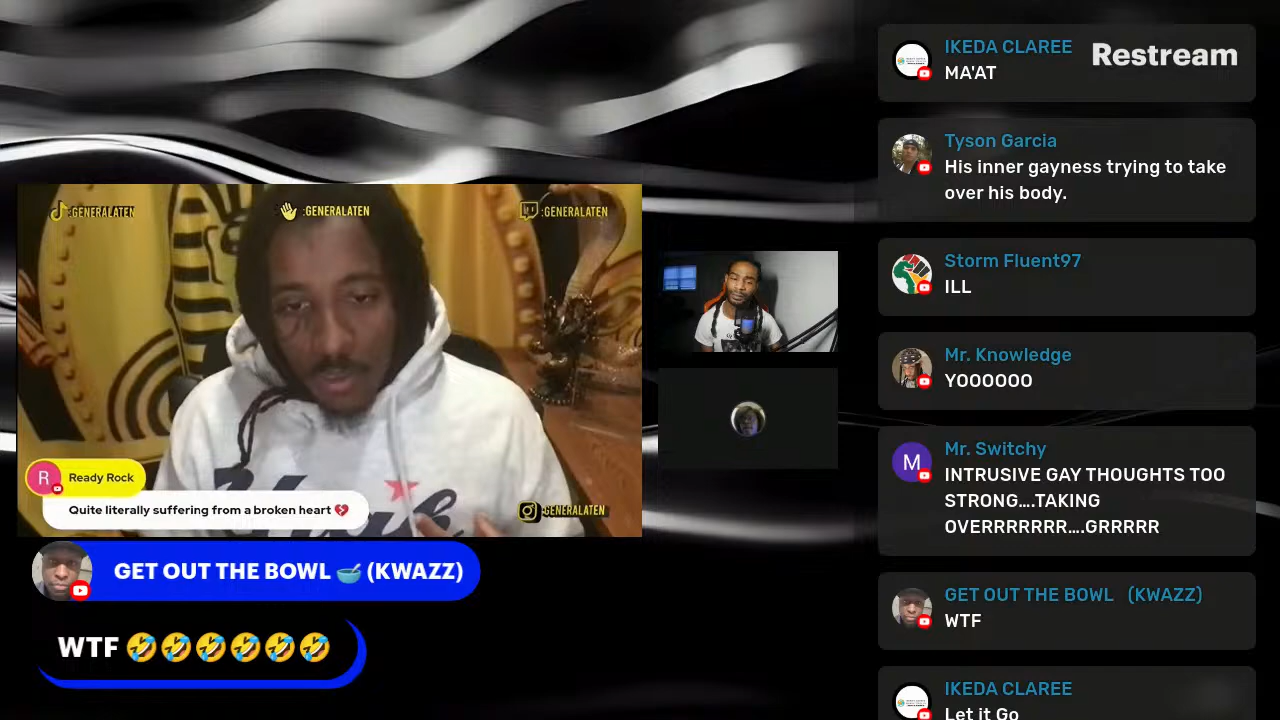 :GENERALATEN
:GENERALATEN
:GENERALATEN
R
Ready Rock
Quite literally suffering from a broken heart 💔
:GENERALATEN
GET OUT THE BOWL 🥣 (KWAZZ)
WTF 🤣🤣🤣🤣🤣🤣
Restream
IKEDA CLAREE
MA'AT
Tyson Garcia
His inner gayness trying to take
over his body.
Storm Fluent97
ILL
Mr. Knowledge
YOOOOOO
M
Mr. Switchy
INTRUSIVE GAY THOUGHTS TOO
STRONG....TAKING
OVERRRRRRR....GRRRRR
GET OUT THE BOWL (KWAZZ)
WTF
IKEDA CLAREE
Let it Go